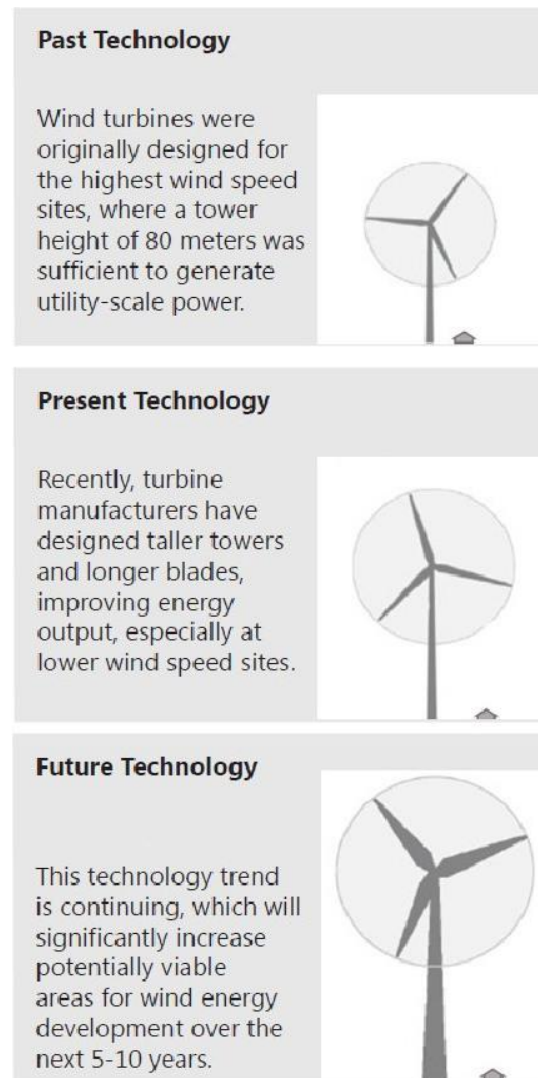 Past Technology
Wind turbines were
originally designed for
the highest wind speed
sites, where a tower
height of 80 meters was
sufficient to generate
utility-scale power.
Present Technology
Recently, turbine
manufacturers have
designed taller towers
and longer blades,
improving energy
output, especially at
lower wind speed sites.
Future Technology
This technology trend
is continuing, which will
significantly increase
potentially viable
areas for wind energy
development over the
next 5-10 years.